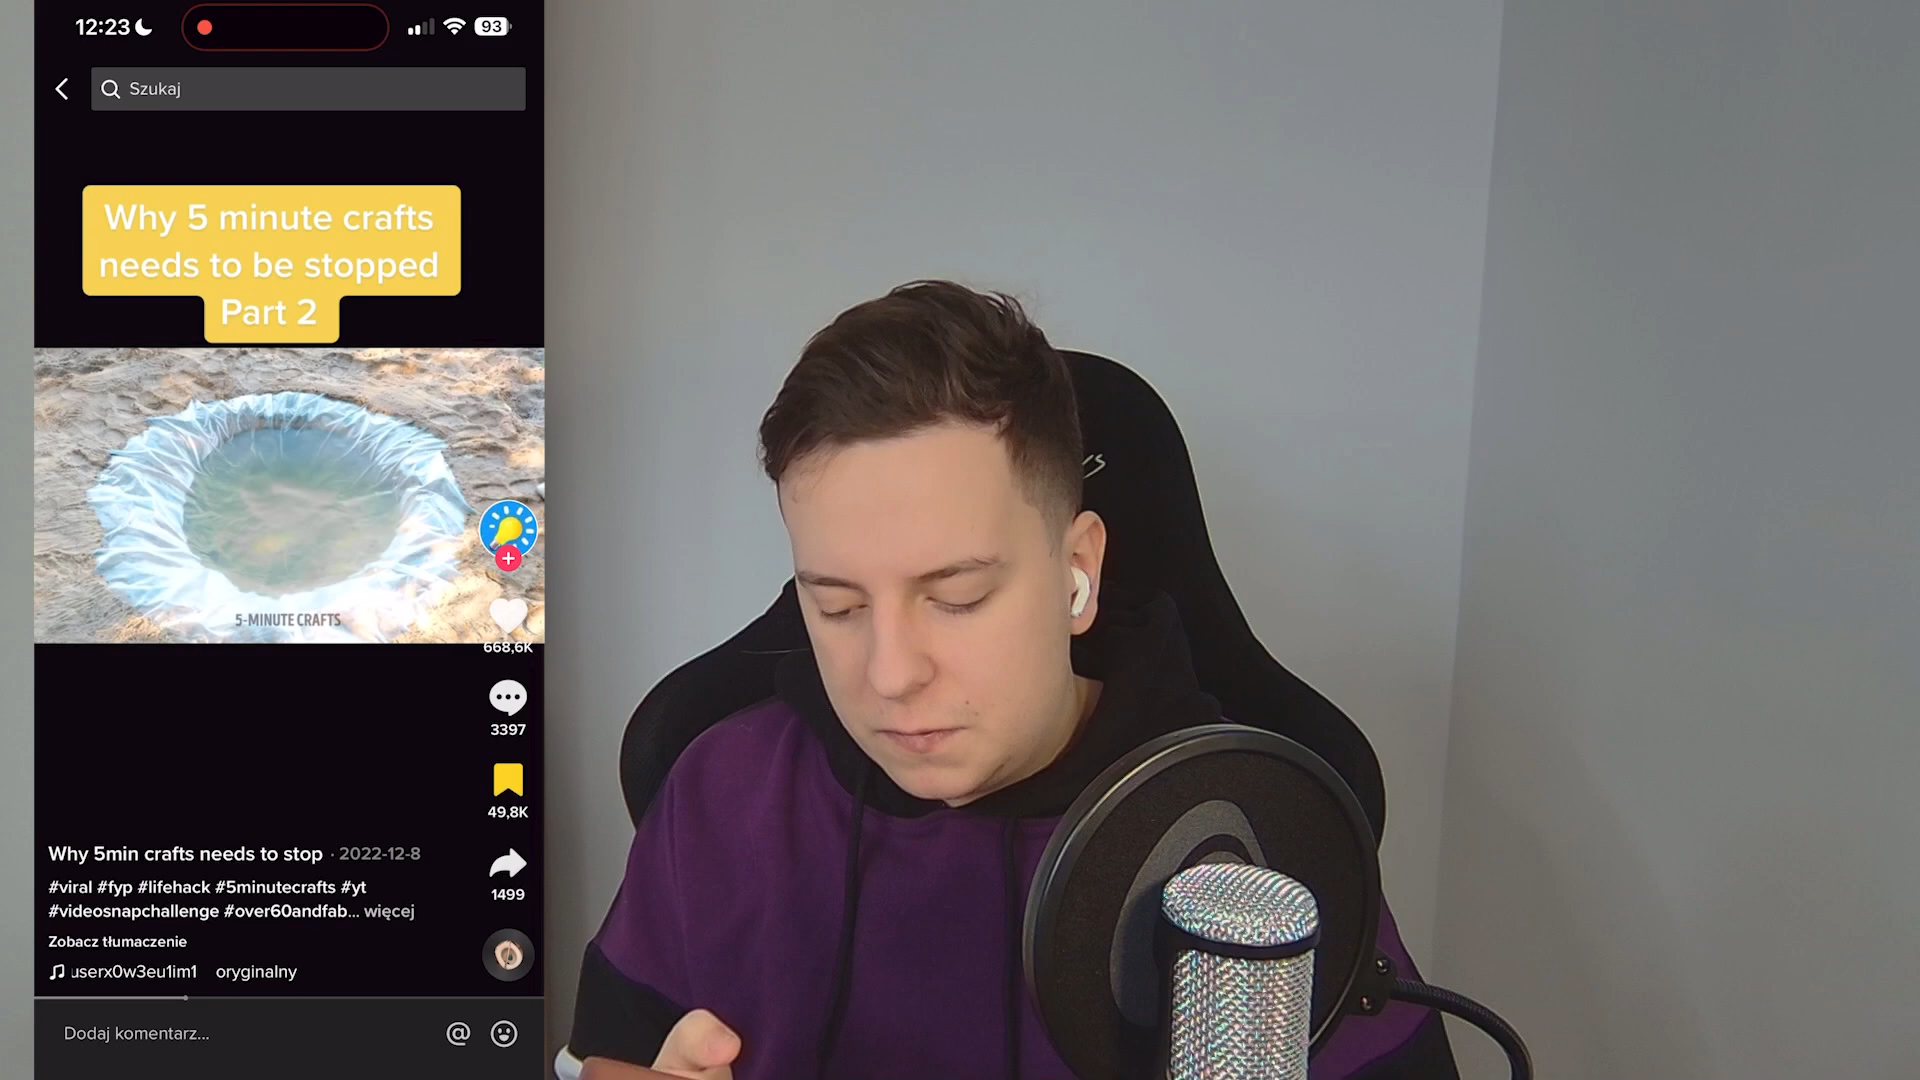 12:23
93
Szukaj
Why 5 minute crafts
needs to be stopped
Part 2
5-MINUTE CRAFTS
668,6K
3397
49,8K
1499
Why 5min crafts needs to stop · 2022-12-8
#viral #fyp #lifehack #5minutecrafts #yt
#videosnapchallenge #over60andfab... więcej
Zobacz tłumaczenie
userx0w3eu1im1 oryginalny
Dodaj komentarz...